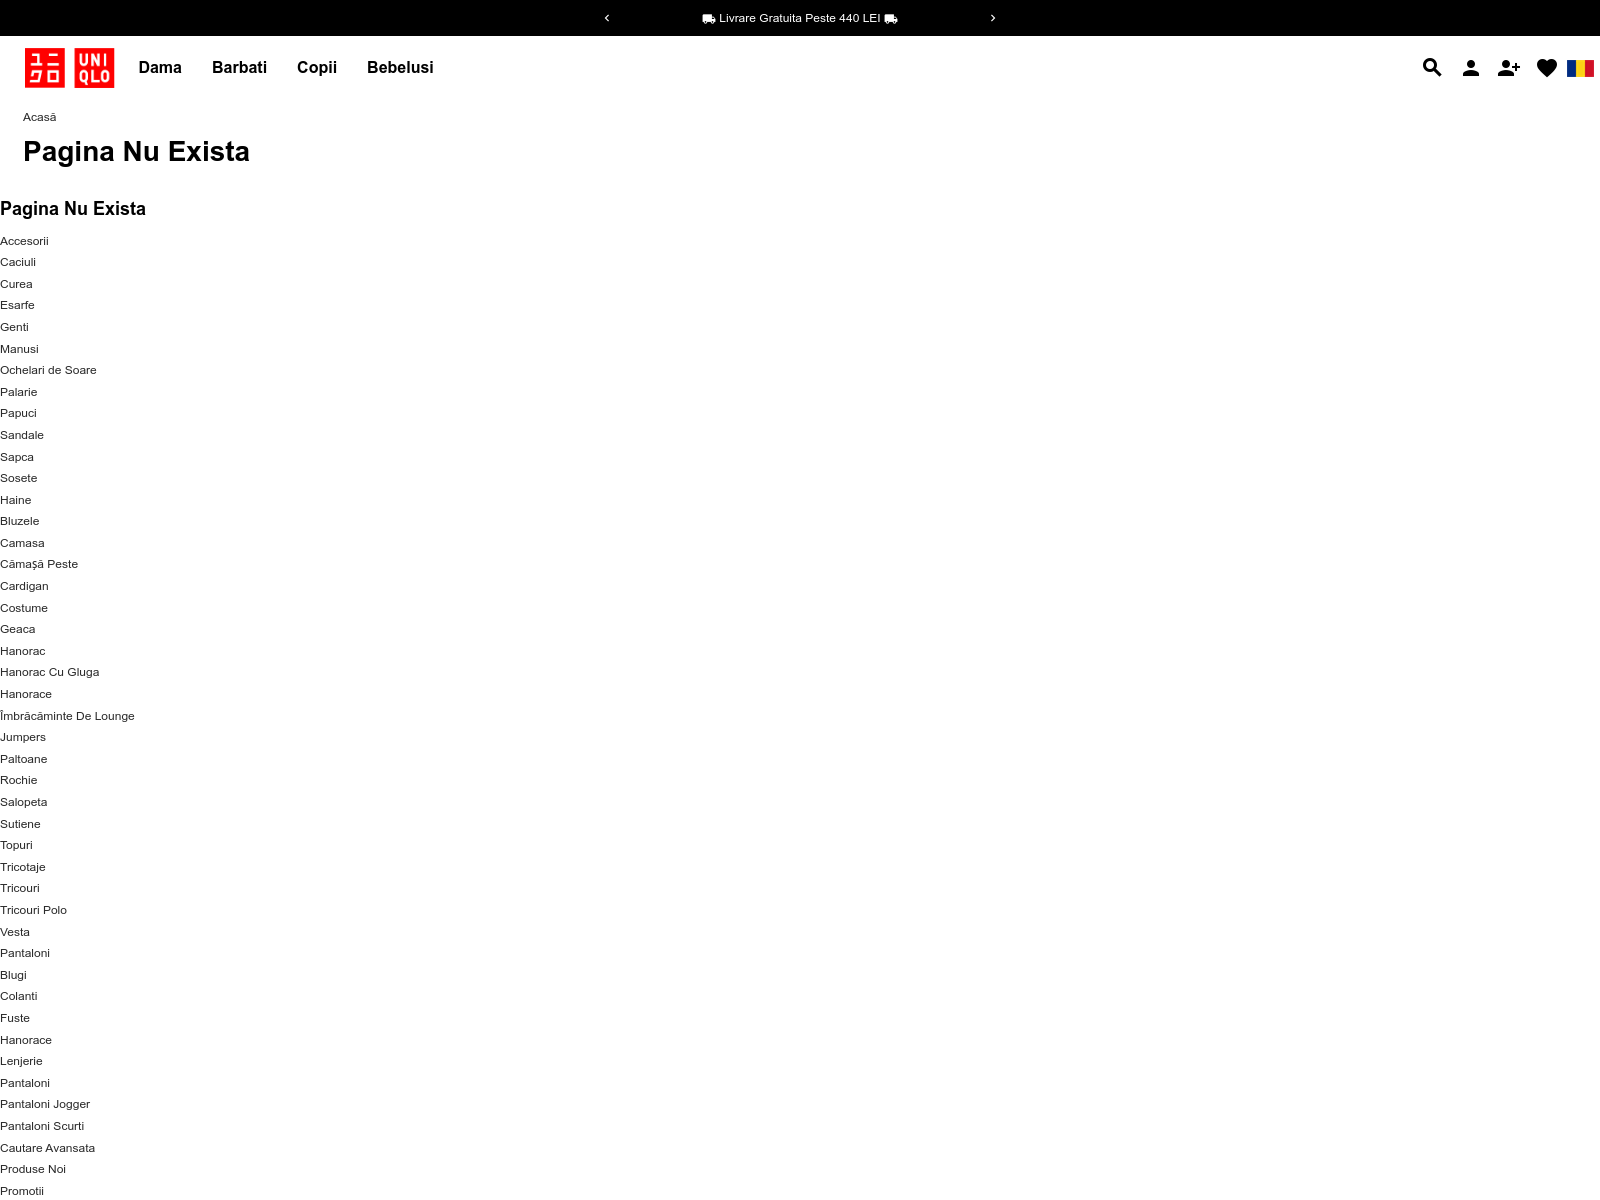 Livrare Gratuita Peste 440 LEI
ユニ
クロ
UNI
QLO
Dama Barbati Copii Bebelusi
Acasă
Pagina Nu Exista
Pagina Nu Exista
Accesorii
Caciuli
Curea
Esarfe
Genti
Manusi
Ochelari de Soare
Palarie
Papuci
Sandale
Sapca
Sosete
Haine
Bluzele
Camasa
Cămașă Peste
Cardigan
Costume
Geaca
Hanorac
Hanorac Cu Gluga
Hanorace
Îmbrăcăminte De Lounge
Jumpers
Paltoane
Rochie
Salopeta
Sutiene
Topuri
Tricotaje
Tricouri
Tricouri Polo
Vesta
Pantaloni
Blugi
Colanti
Fuste
Hanorace
Lenjerie
Pantaloni
Pantaloni Jogger
Pantaloni Scurti
Cautare Avansata
Produse Noi
Promotii